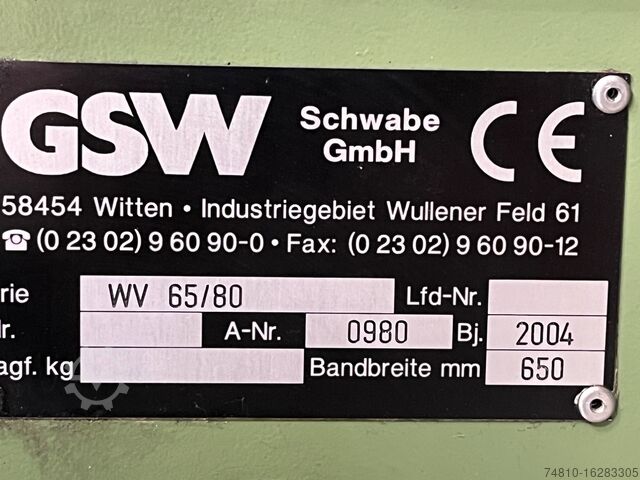 GSW Schwabe GmbH CE
58454 Witten • Industriegebiet Wullener Feld 61
☎ (0 23 02) 9 60 90-0 • Fax: (0 23 02) 9 60 90-12
rie WV 65/80 Lfd-Nr.
lr. A-Nr. 0980 Bj. 2004
agf. kg Bandbreite mm 650
74810-16283305